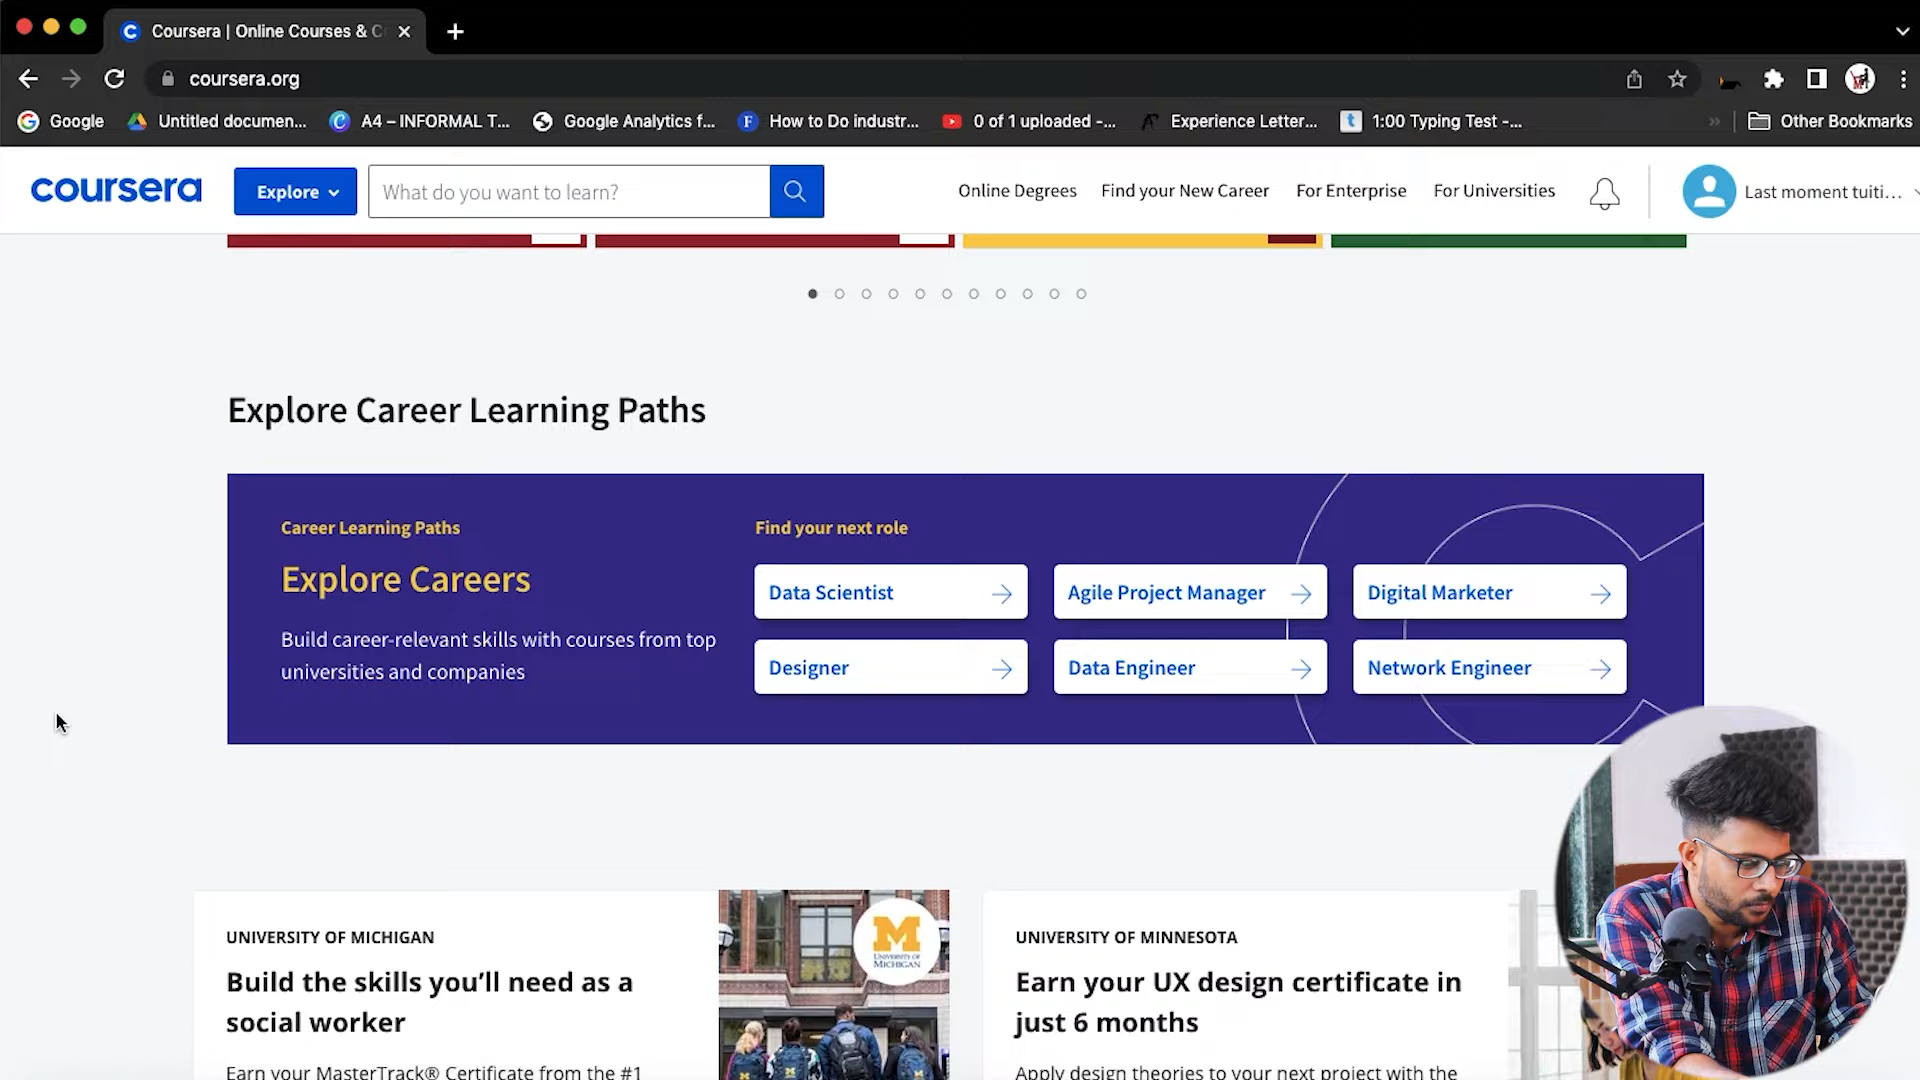 Coursera | Online Courses & C
coursera.org
Google
Untitled documen...
A4 – INFORMAL T...
Google Analytics f...
How to Do industr...
0 of 1 uploaded -...
Experience Letter...
1:00 Typing Test -...
»
Other Bookmarks
coursera
Explore
What do you want to learn?
Online Degrees
Find your New Career
For Enterprise
For Universities
Last moment tuiti...
Explore Career Learning Paths
Career Learning Paths
Explore Careers
Build career-relevant skills with courses from top
universities and companies
Find your next role
Data Scientist
Agile Project Manager
Digital Marketer
Designer
Data Engineer
Network Engineer
UNIVERSITY OF MICHIGAN
Build the skills you’ll need as a
social worker
Earn your MasterTrack® Certificate from the #1
M
UNIVERSITY OF
MICHIGAN
UNIVERSITY OF MINNESOTA
Earn your UX design certificate in
just 6 months
Apply design theories to your next project with the